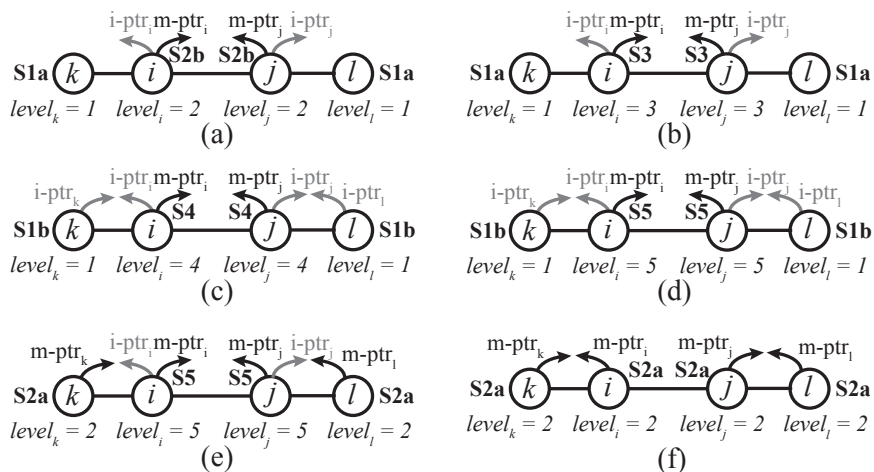 i-ptr_i m-ptr_i m-ptr_j i-ptr_j
S1a k i S2b S2b j l S1a
level_k = 1 level_i = 2 level_j = 2 level_l = 1
(a)
i-ptr_i m-ptr_i m-ptr_j i-ptr_j
S1a k i S3 S3 j l S1a
level_k = 1 level_i = 3 level_j = 3 level_l = 1
(b)
i-ptr_k i-ptr_i m-ptr_i m-ptr_j i-ptr_j i-ptr_l
S1b k i S4 S4 j l S1b
level_k = 1 level_i = 4 level_j = 4 level_l = 1
(c)
i-ptr_k i-ptr_i m-ptr_i m-ptr_j i-ptr_j i-ptr_l
S1b k i S5 S5 j l S1b
level_k = 1 level_i = 5 level_j = 5 level_l = 1
(d)
m-ptr_k i-ptr_i m-ptr_i m-ptr_j i-ptr_j m-ptr_l
S2a k i S5 S5 j l S2a
level_k = 2 level_i = 5 level_j = 5 level_l = 2
(e)
m-ptr_k m-ptr_i m-ptr_j m-ptr_l
S2a k i S2a S2a j l S2a
level_k = 2 level_i = 2 level_j = 2 level_l = 2
(f)